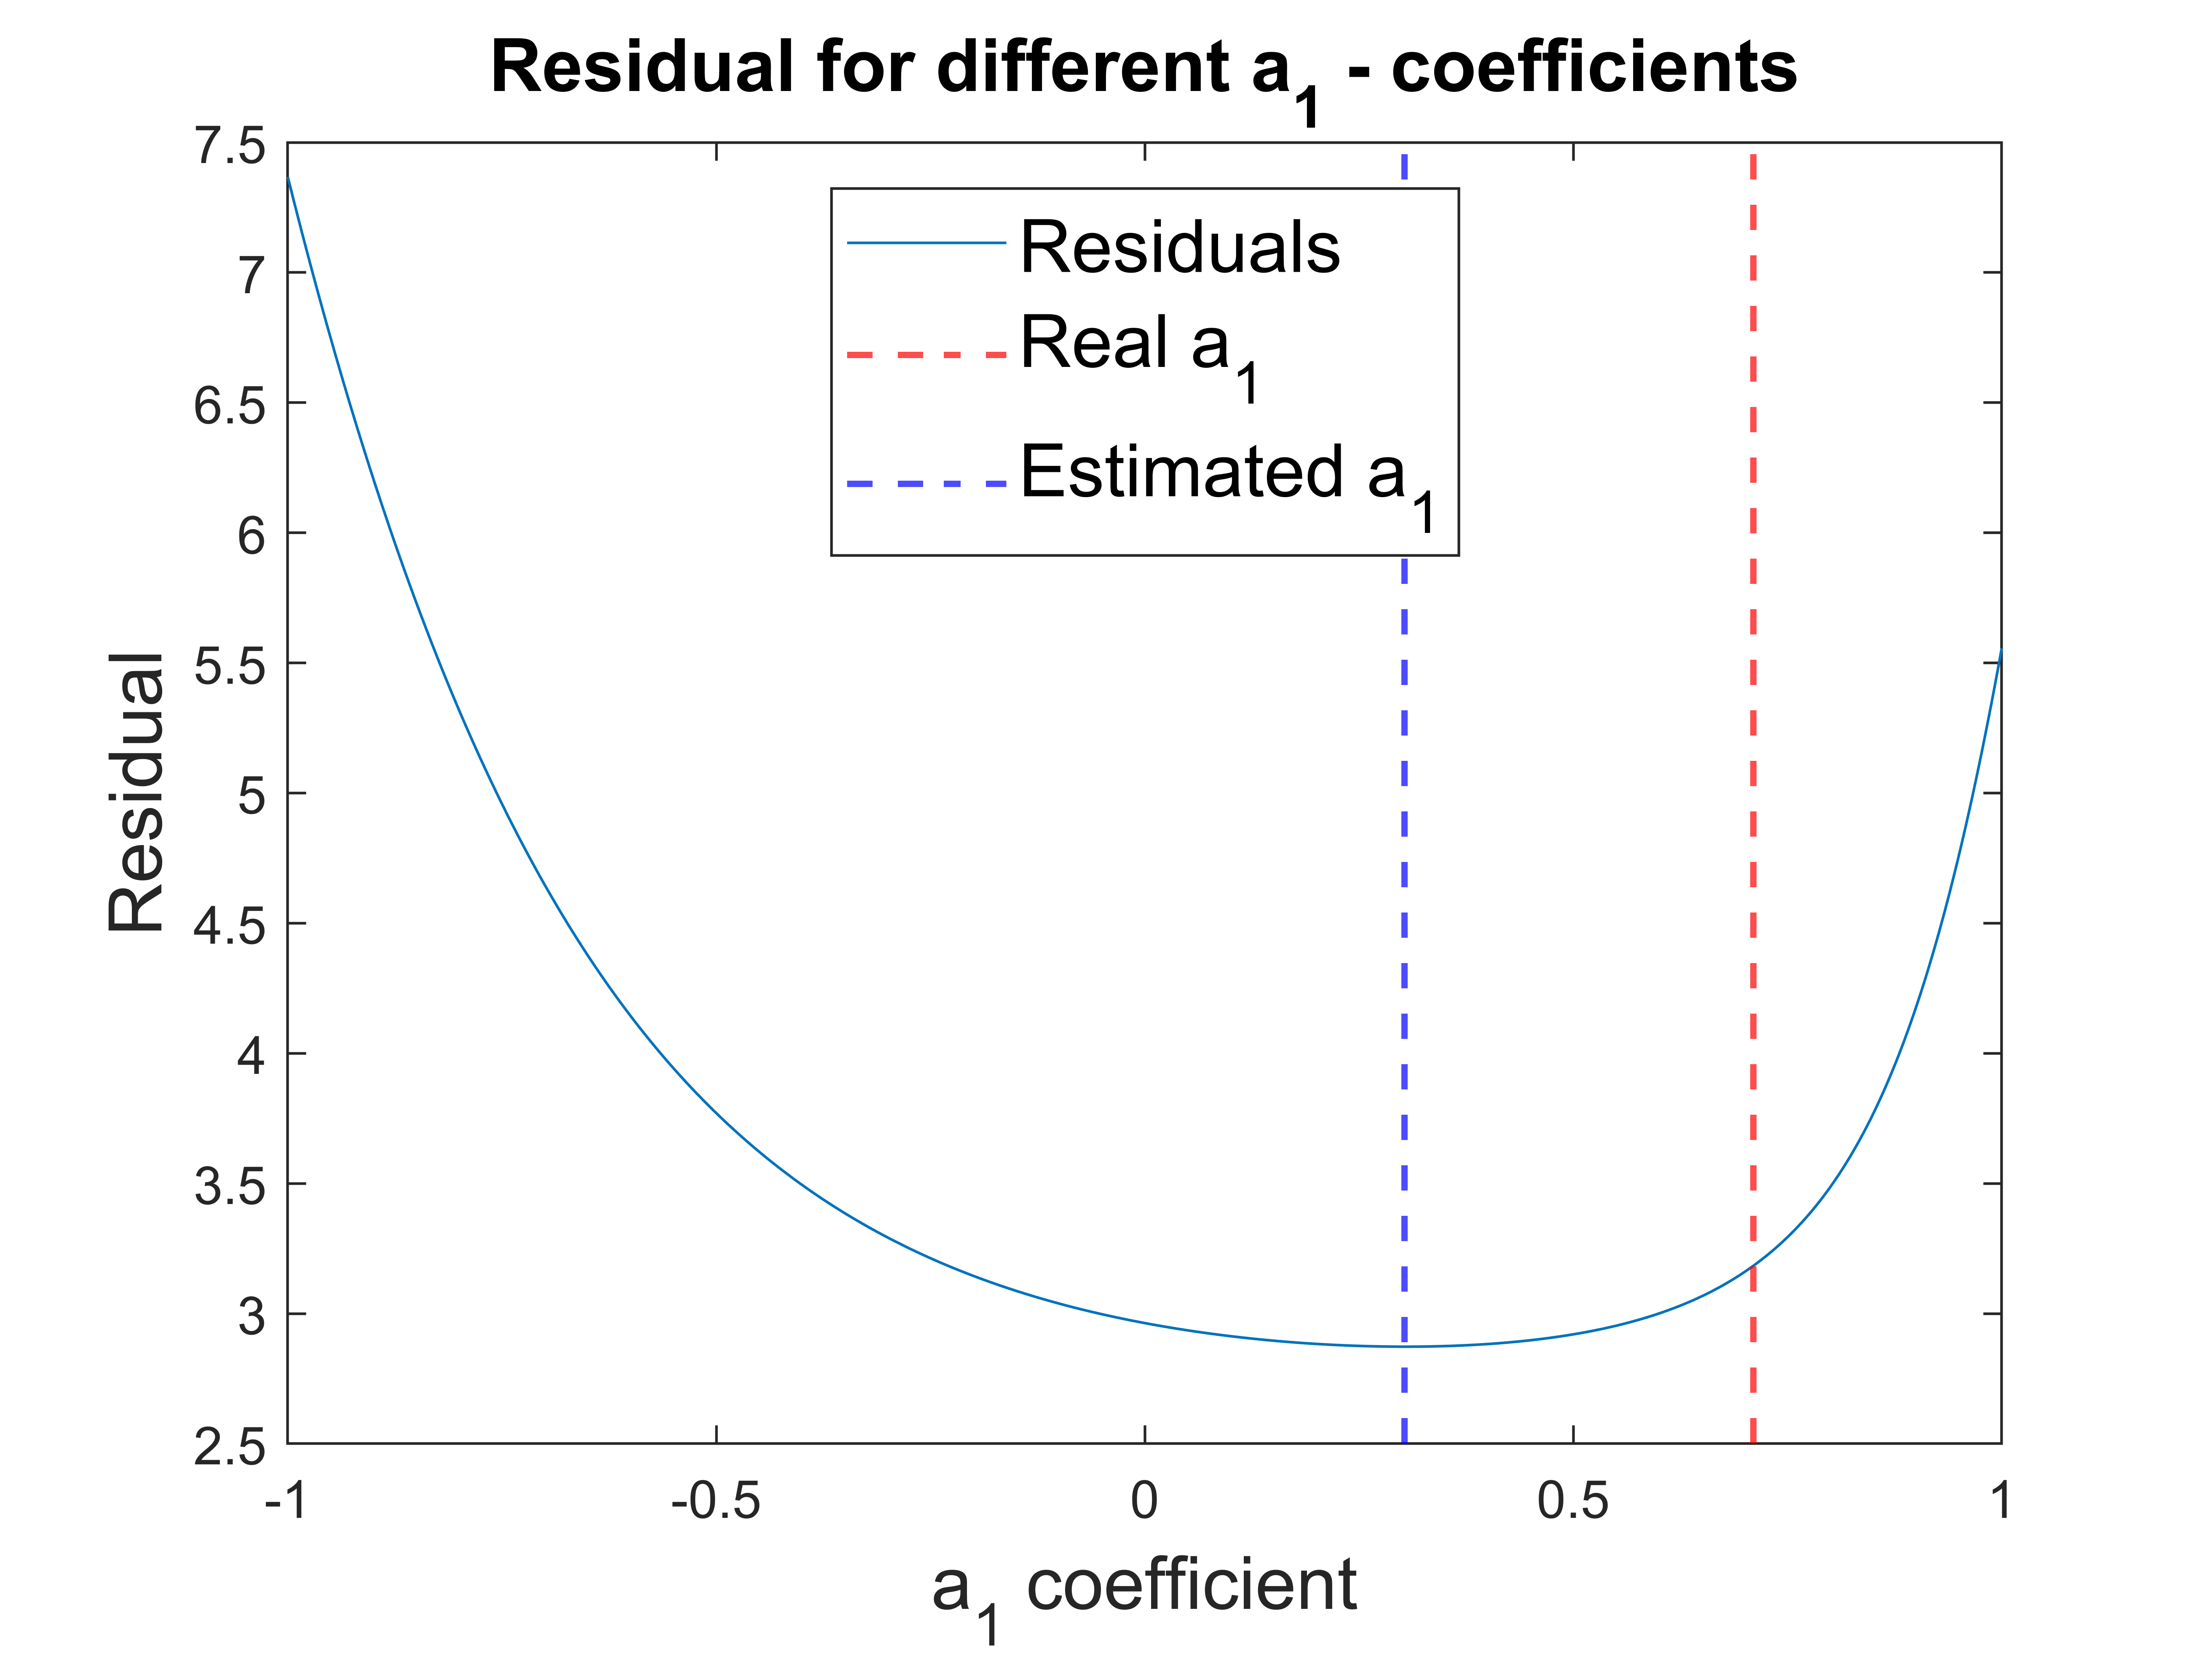 Residual for different a1 - coefficients
7.5
7
6.5
6
5.5
5
4.5
4
3.5
3
2.5
Residual
Residuals
Real a1
Estimated a1
-1
-0.5
0
0.5
1
a1 coefficient